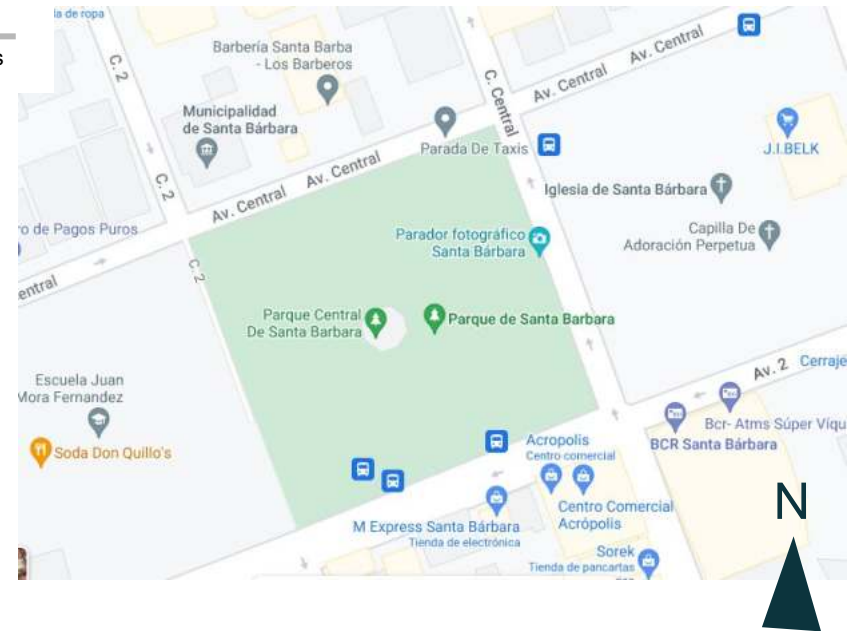 la de ropa
s
C. 2
Barbería Santa Barba
- Los Barberos
C. Central
Av. Central
Av. Central
Municipalidad
de Santa Bárbara
Parada De Taxis
J.I.BELK
Av. Central
Av. Central
C. 2
Iglesia de Santa Bárbara
o de Pagos Puros
Parador fotográfico
Santa Bárbara
Capilla De
Adoración Perpetua
entral
C. 2
Parque Central
De Santa Barbara
Parque de Santa Barbara
Escuela Juan
Mora Fernandez
Av. 2
Cerraje
Soda Don Quillo's
Acropolis
Centro comercial
Bcr- Atms Súper Víqu
BCR Santa Bárbara
M Express Santa Bárbara
Tienda de electrónica
Centro Comercial
Acrópolis
N
Sorek
Tienda de pancartas